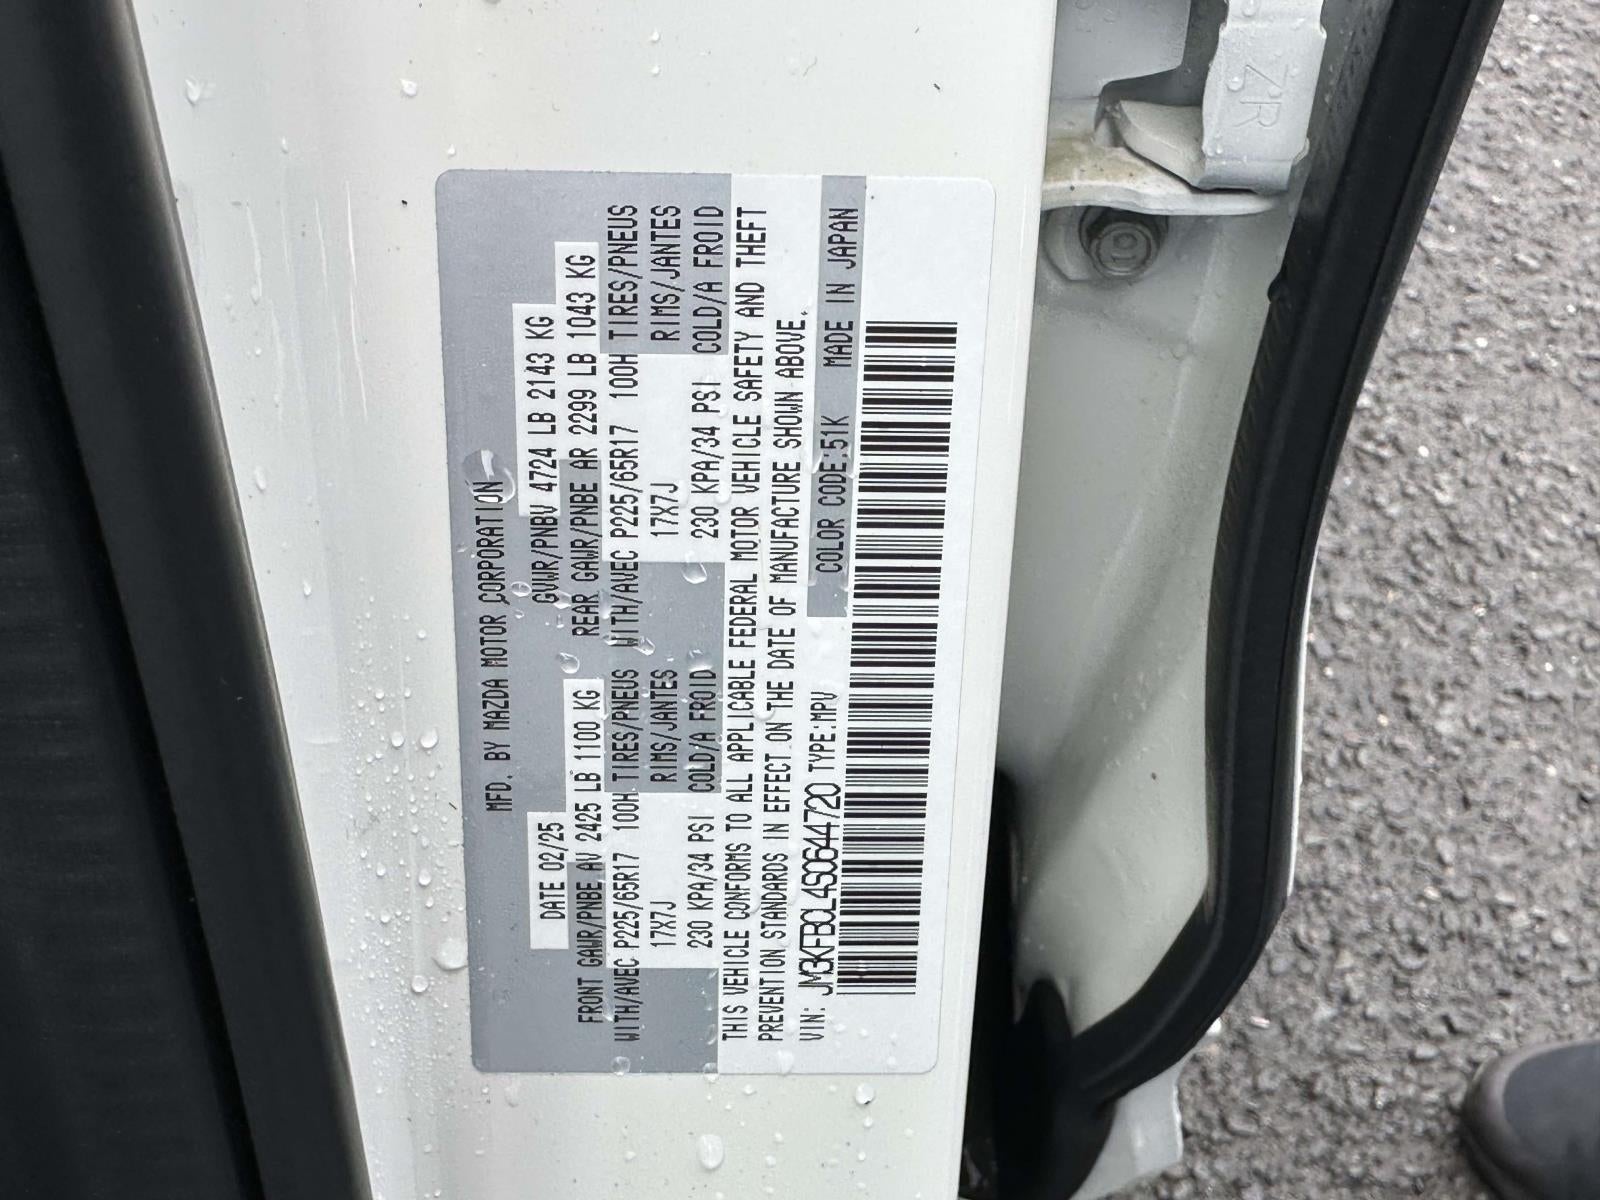 MFD. BY MAZDA MOTOR CORPORATION
DATE 02/25 GVWR/PNBV 4724 LB 2143 KG
FRONT GAWR/PNBE AV 2425 LB 1100 KG REAR GAWR/PNBE AR 2299 LB 1043 KG
WITH/AVEC P225/65R17 100H TIRES/PNEUS WITH/AVEC P225/65R17 100H TIRES/PNEUS
17X7J RIMS/JANTES 17X7J RIMS/JANTES
230 KPA/34 PSI COLD/A FROID 230 KPA/34 PSI COLD/A FROID
THIS VEHICLE CONFORMS TO ALL APPLICABLE FEDERAL MOTOR VEHICLE SAFETY AND THEFT
PREVENTION STANDARDS IN EFFECT ON THE DATE OF MANUFACTURE SHOWN ABOVE.
VIN: JM3KFBCL4S0644720 TYPE:MPV COLOR CODE:51K MADE IN JAPAN
ZR
10